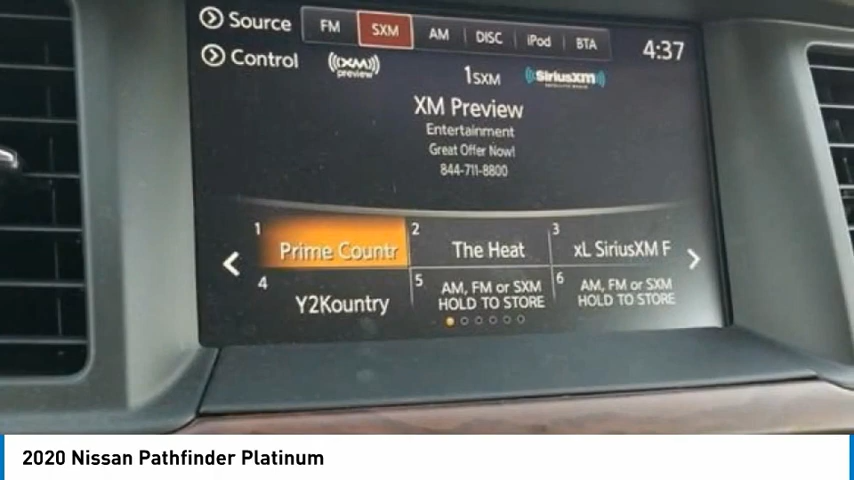 Source
FM SXM AM DISC iPod BTA
4:37
Control
((XM))
preview
1 SXM
((SiriusXM))
XM Preview
Entertainment
Great Offer Now!
844-711-8800
1 Prime Countr
2 The Heat
3 xL SiriusXM F
4 Y2Kountry
5 AM, FM or SXM
HOLD TO STORE
6 AM, FM or SXM
HOLD TO STORE
2020 Nissan Pathfinder Platinum